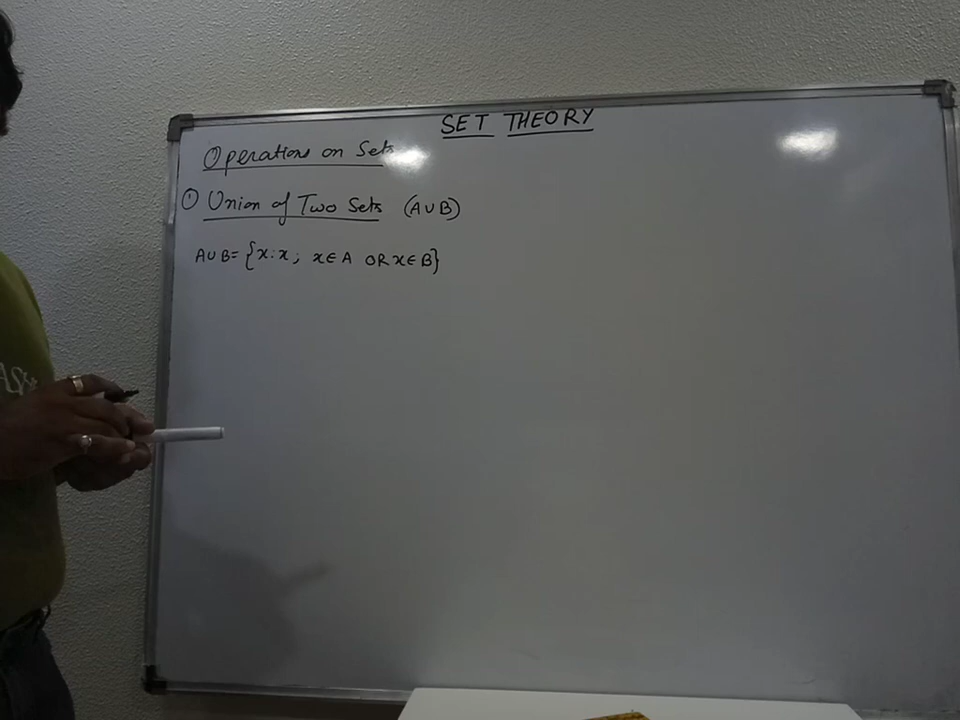 SET THEORY
Operations on Sets
① Union of Two Sets (A∪B)
A∪B= {x:x; x∈A OR x∈B}